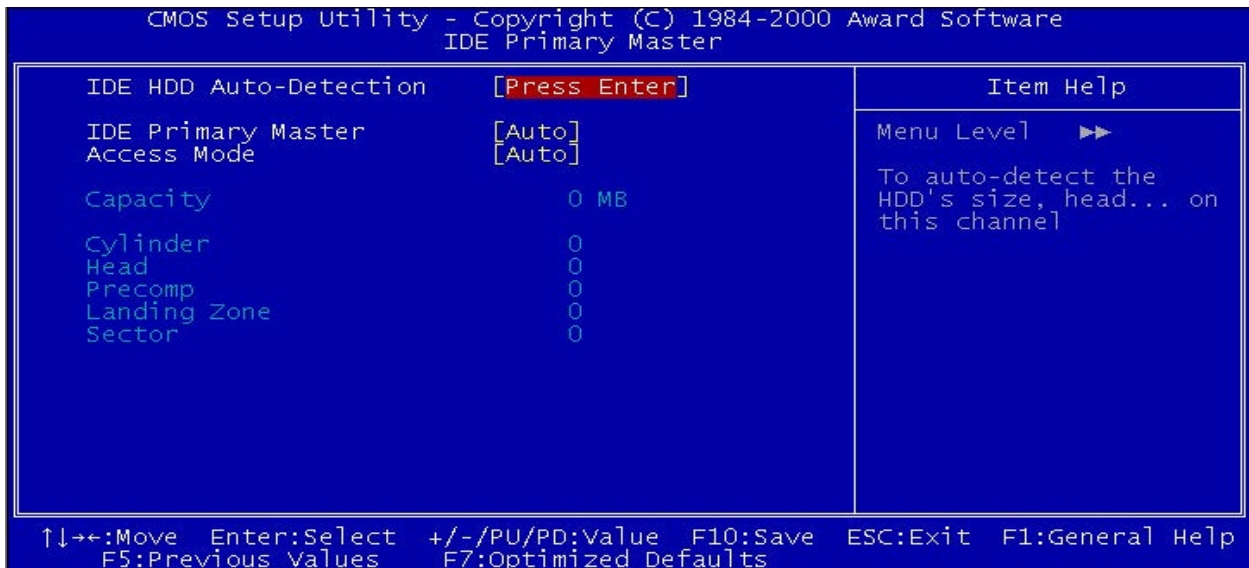 CMOS Setup Utility - Copyright (C) 1984-2000 Award Software
IDE Primary Master
IDE HDD Auto-Detection [Press Enter]
IDE Primary Master [Auto]
Access Mode [Auto]
Capacity 0 MB
Cylinder 0
Head 0
Precomp 0
Landing Zone 0
Sector 0
Item Help
Menu Level ▸▸
To auto-detect the
HDD's size, head... on
this channel
↑↓→←:Move Enter:Select +/-/PU/PD:Value F10:Save ESC:Exit F1:General Help
F5:Previous Values F7:Optimized Defaults